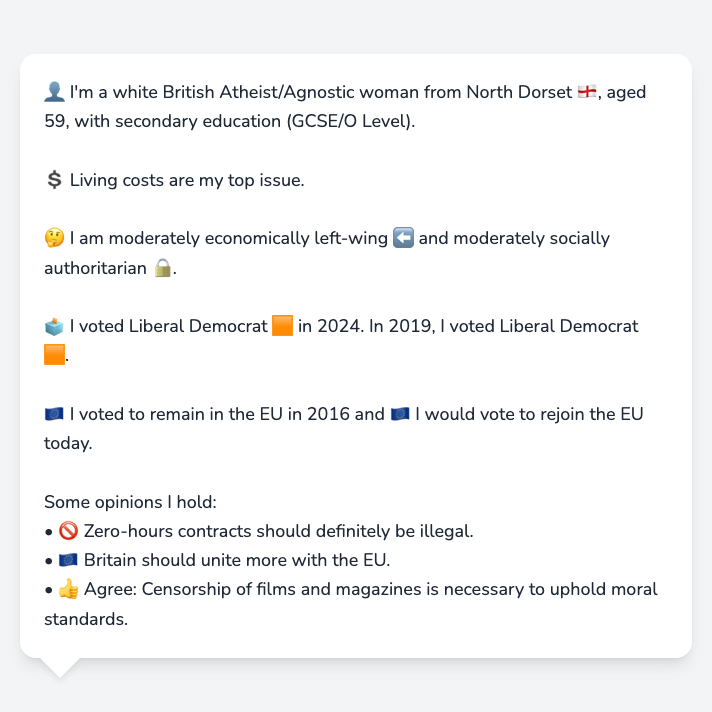 👤 I'm a white British Atheist/Agnostic woman from North Dorset 🏴󠁧󠁢󠁥󠁮󠁧󠁿, aged
59, with secondary education (GCSE/O Level).
💲 Living costs are my top issue.
🤔 I am moderately economically left-wing ⬅️ and moderately socially
authoritarian 🔒.
🗳️ I voted Liberal Democrat 🟧 in 2024. In 2019, I voted Liberal Democrat
🟧.
🇪🇺 I voted to remain in the EU in 2016 and 🇪🇺 I would vote to rejoin the EU
today.
Some opinions I hold:
• 🚫 Zero-hours contracts should definitely be illegal.
• 🇪🇺 Britain should unite more with the EU.
• 👍 Agree: Censorship of films and magazines is necessary to uphold moral
standards.